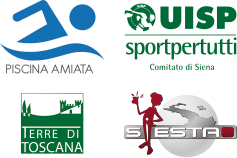 PISCINA AMIATA
UISP
sportpertutti
Comitato di Siena
TERRE DI
TOSCANA
SIESTA